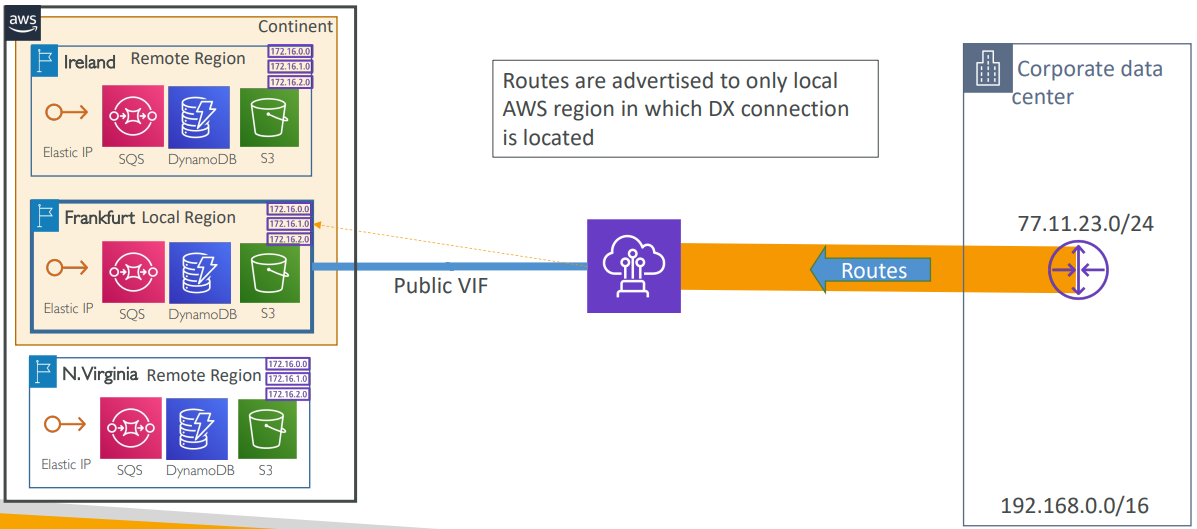 aws
Continent
Ireland Remote Region
172.16.0.0
172.16.1.0
172.16.2.0
Elastic IP SQS DynamoDB S3
Frankfurt Local Region
172.16.0.0
172.16.1.0
172.16.2.0
Elastic IP SQS DynamoDB S3
N.Virginia Remote Region
172.16.0.0
172.16.1.0
172.16.2.0
Elastic IP SQS DynamoDB S3
Routes are advertised to only local
AWS region in which DX connection
is located
Public VIF
Routes
Corporate data
center
77.11.23.0/24
192.168.0.0/16